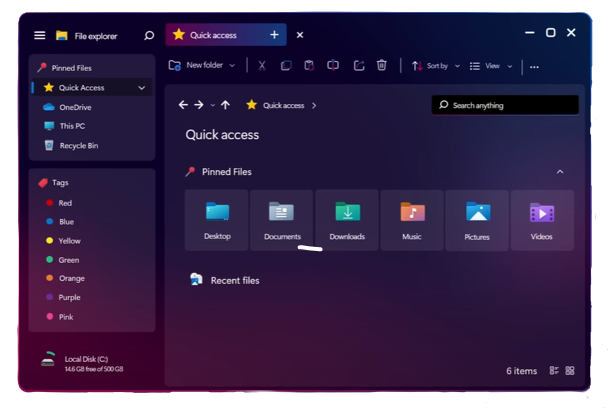 File explorer
Quick access
Pinned Files
Quick Access
OneDrive
This PC
Recycle Bin
Tags
Red
Blue
Yellow
Green
Orange
Purple
Pink
Local Disk (C:)
14.6 GB free of 500 GB
New folder
Sort by
View
Quick access
Search anything
Quick access
Pinned Files
Desktop
Documents
Downloads
Music
Pictures
Videos
Recent files
6 items